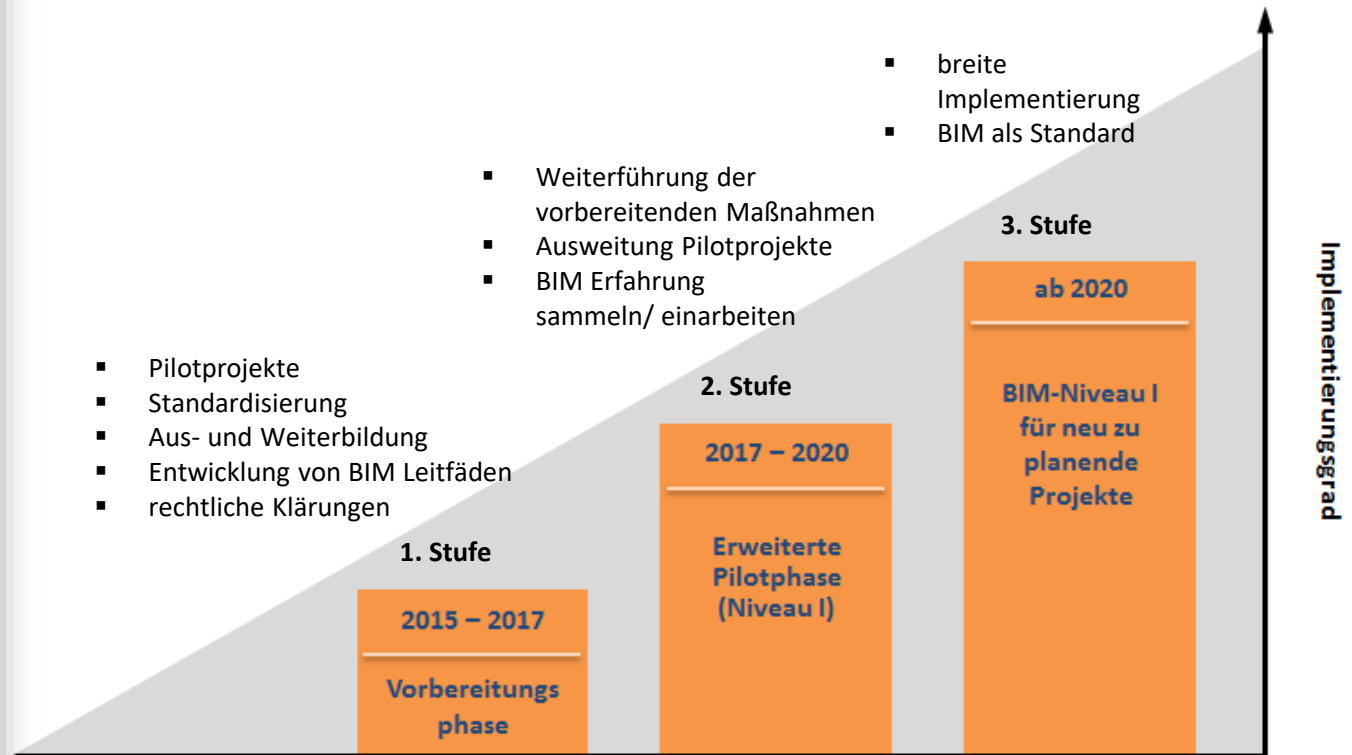 ▪ breite
Implementierung
▪ BIM als Standard
▪ Weiterführung der
vorbereitenden Maßnahmen
▪ Ausweitung Pilotprojekte
▪ BIM Erfahrung
sammeln/ einarbeiten
▪ Pilotprojekte
▪ Standardisierung
▪ Aus- und Weiterbildung
▪ Entwicklung von BIM Leitfäden
▪ rechtliche Klärungen
1. Stufe
2015 – 2017
Vorbereitungs
phase
2. Stufe
2017 – 2020
Erweiterte
Pilotphase
(Niveau I)
3. Stufe
ab 2020
BIM-Niveau I
für neu zu
planende
Projekte
Implementierungsgrad